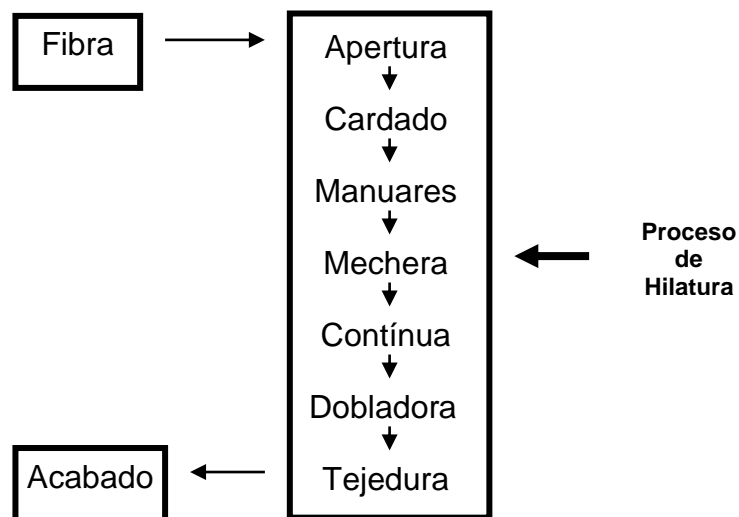 Fibra
Apertura
Cardado
Manuares
Mechera
Contínua
Dobladora
Tejedura
Proceso
de
Hilatura
Acabado